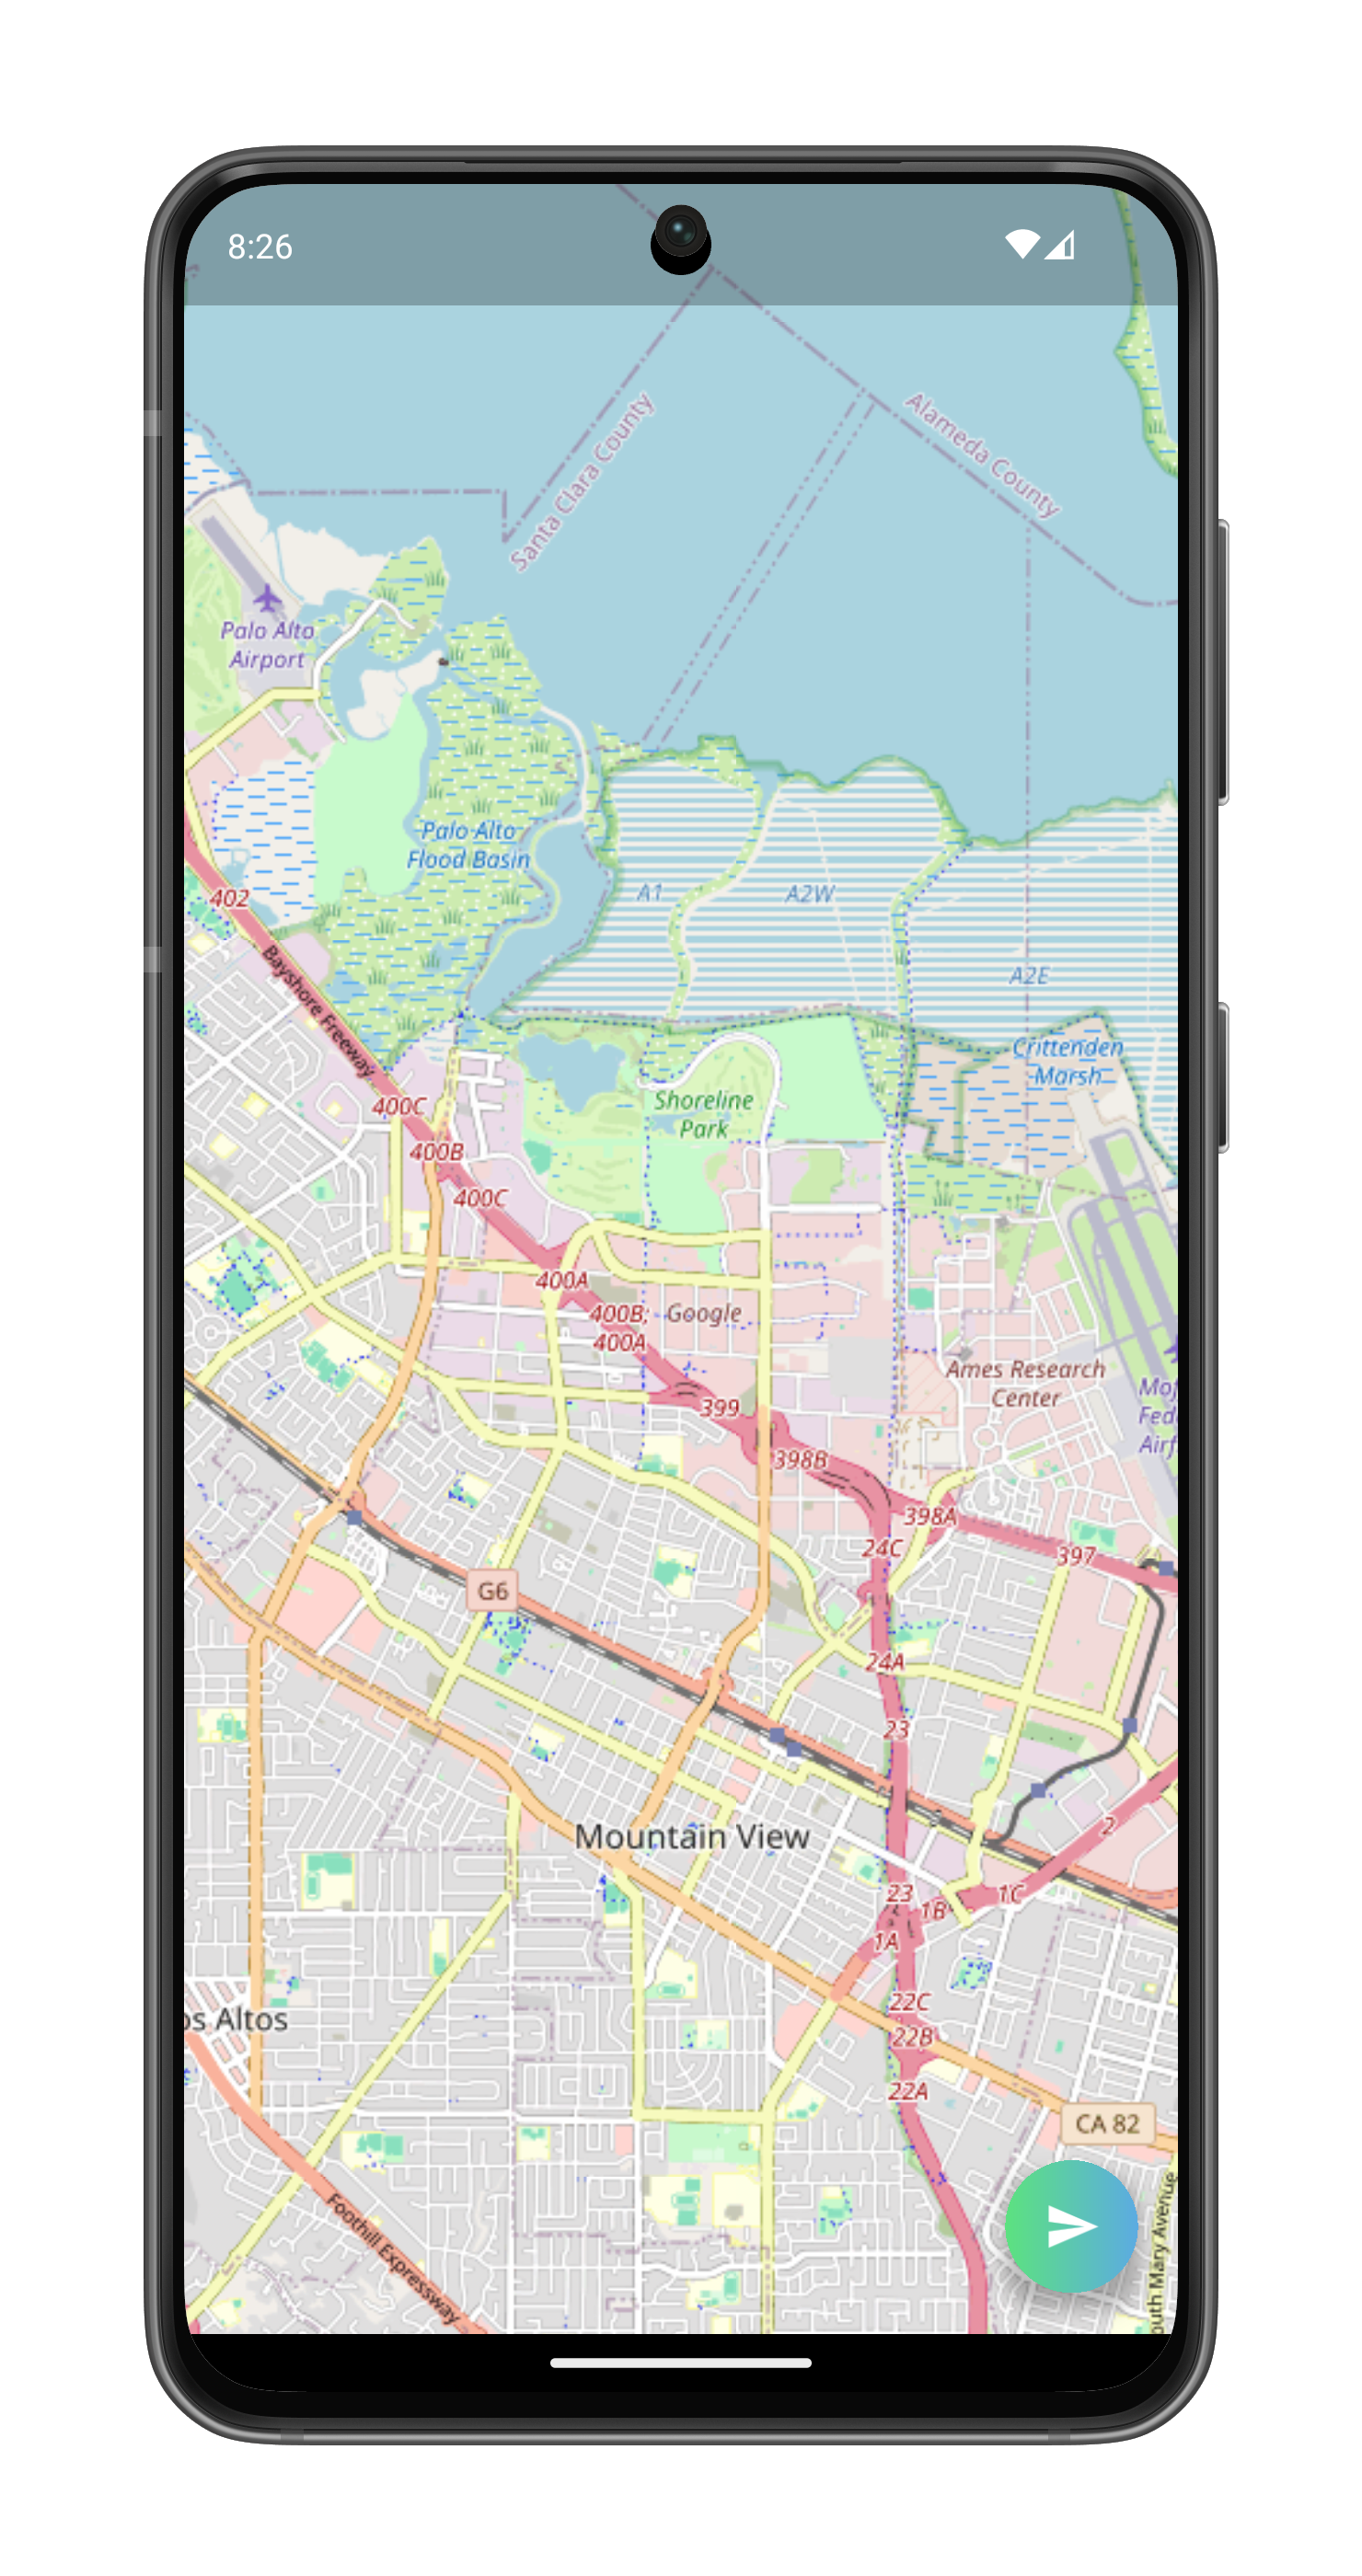 8:26
Santa Clara County
Alameda County
Palo Alto
Airport
Palo Alto
Flood Basin
A1
A2W
402
A2E
Bayshore Freeway
Crittenden
Marsh
400C
Shoreline
Park
400B
400C
400A
400B;
400A
Google
Ames Research
Center
399
398B
398A
24C
397
G6
24A
23
Mountain View
2
23
1C
1B
1A
22C
os Altos
22B
22A
CA 82
Foothill Expressway
outh Mary Avenue